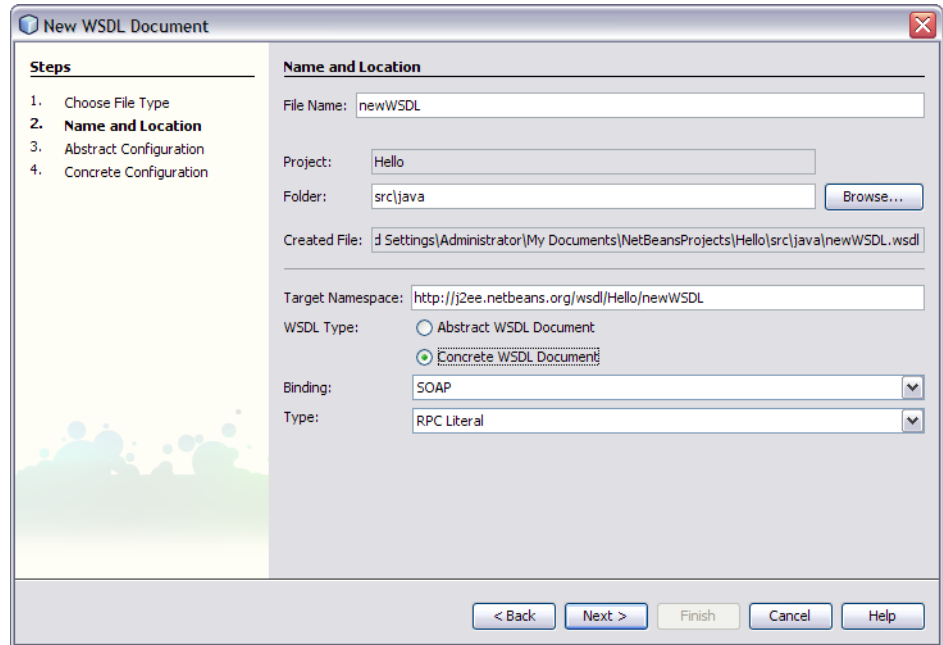 New WSDL Document
Steps
1. Choose File Type
2. Name and Location
3. Abstract Configuration
4. Concrete Configuration
Name and Location
File Name: newWSDL
Project: Hello
Folder: src\java Browse...
Created File: d Settings\Administrator\My Documents\NetBeansProjects\Hello\src\java\newWSDL.wsdl
Target Namespace: http://j2ee.netbeans.org/wsdl/Hello/newWSDL
WSDL Type: Abstract WSDL Document
Concrete WSDL Document
Binding: SOAP
Type: RPC Literal
< Back Next > Finish Cancel Help